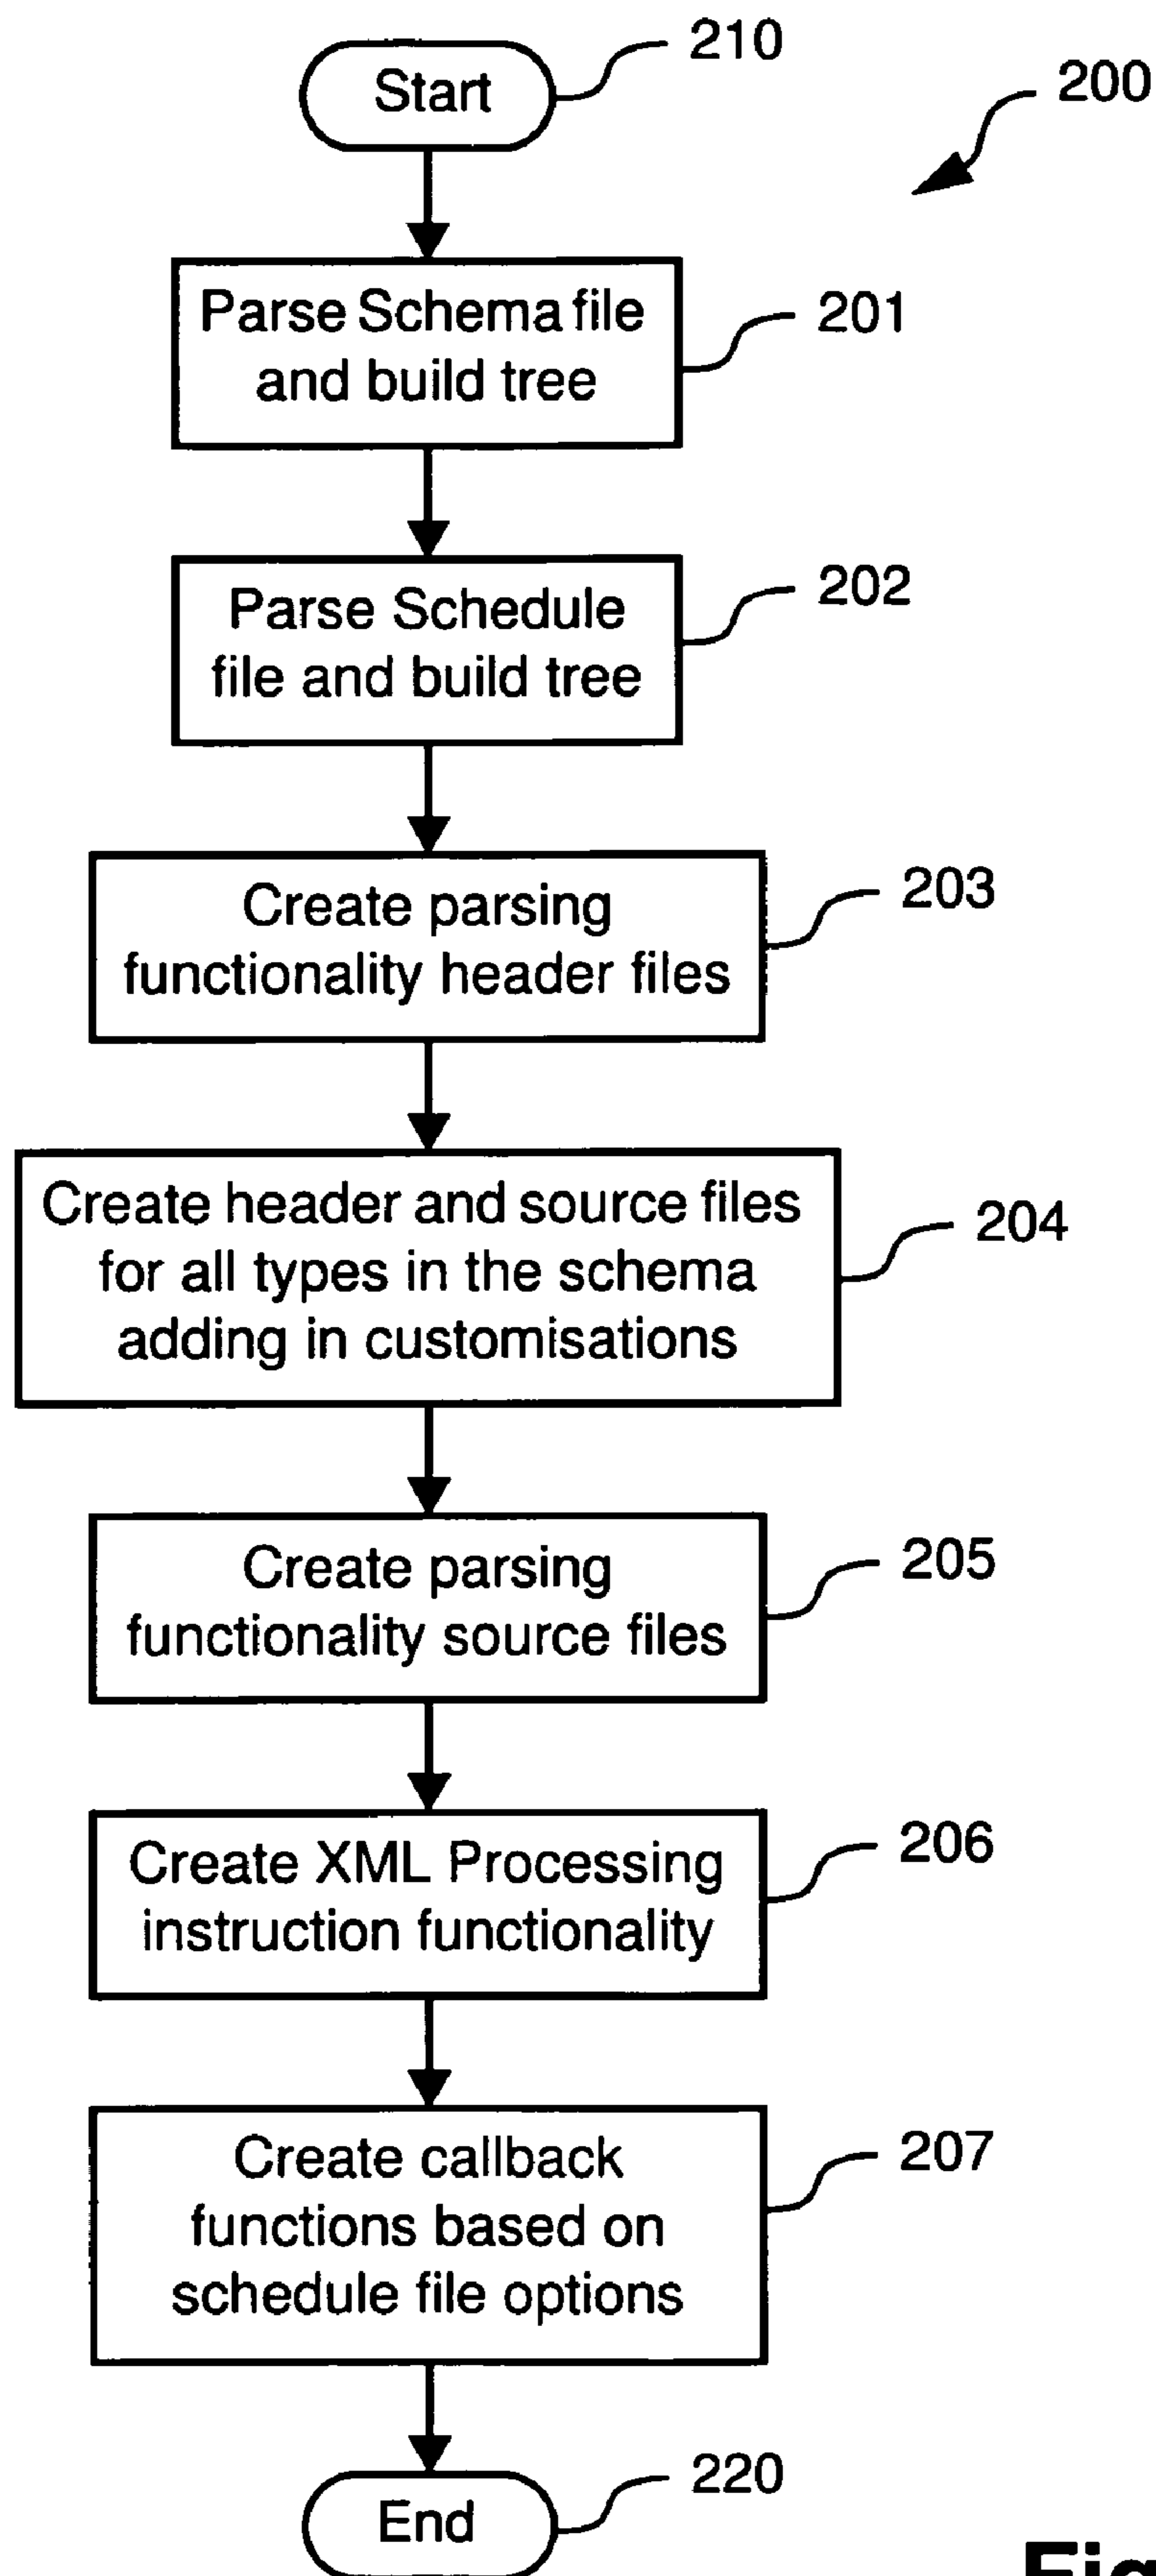 210
Start
200
Parse Schema file
and build tree
201
Parse Schedule
file and build tree
202
Create parsing
functionality header files
203
Create header and source files
for all types in the schema
adding in customisations
204
Create parsing
functionality source files
205
Create XML Processing
instruction functionality
206
Create callback
functions based on
schedule file options
207
End
220